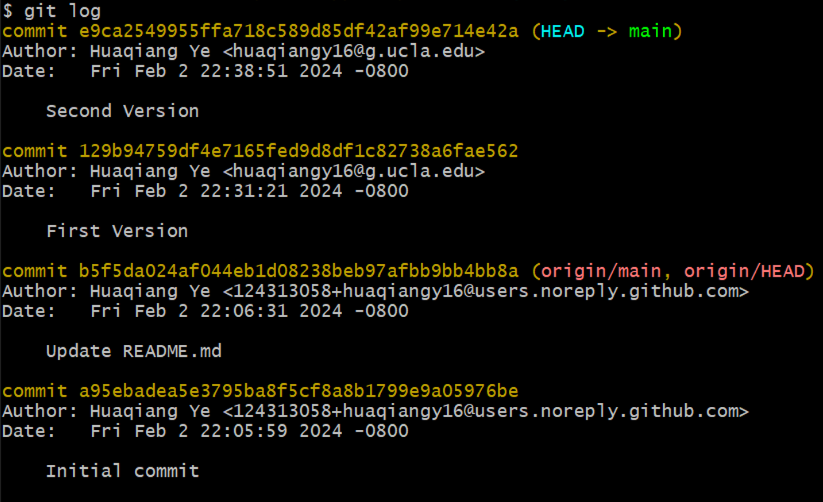 $ git log
commit e9ca2549955ffa718c589d85df42af99e714e42a (HEAD -> main)
Author: Huaqiang Ye <huaqiangy16@g.ucla.edu>
Date:   Fri Feb 2 22:38:51 2024 -0800
    Second Version
commit 129b94759df4e7165fed9d8df1c82738a6fae562
Author: Huaqiang Ye <huaqiangy16@g.ucla.edu>
Date:   Fri Feb 2 22:31:21 2024 -0800
    First Version
commit b5f5da024af044eb1d08238beb97afbb9bb4bb8a (origin/main, origin/HEAD)
Author: Huaqiang Ye <124313058+huaqiangy16@users.noreply.github.com>
Date:   Fri Feb 2 22:06:31 2024 -0800
    Update README.md
commit a95ebadea5e3795ba8f5cf8a8b1799e9a05976be
Author: Huaqiang Ye <124313058+huaqiangy16@users.noreply.github.com>
Date:   Fri Feb 2 22:05:59 2024 -0800
    Initial commit